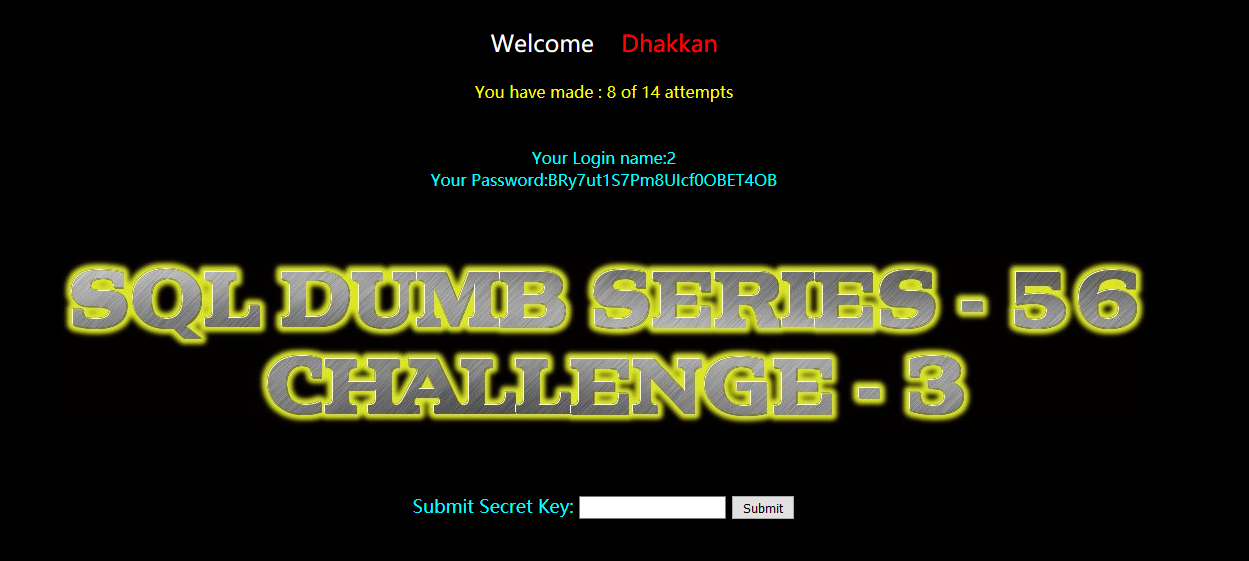 Welcome Dhakkan
You have made : 8 of 14 attempts
Your Login name:2
Your Password:BRy7ut1S7Pm8UIcf0OBET4OB
SQL DUMB SERIES - 56
CHALLENGE - 3
Submit Secret Key: Submit